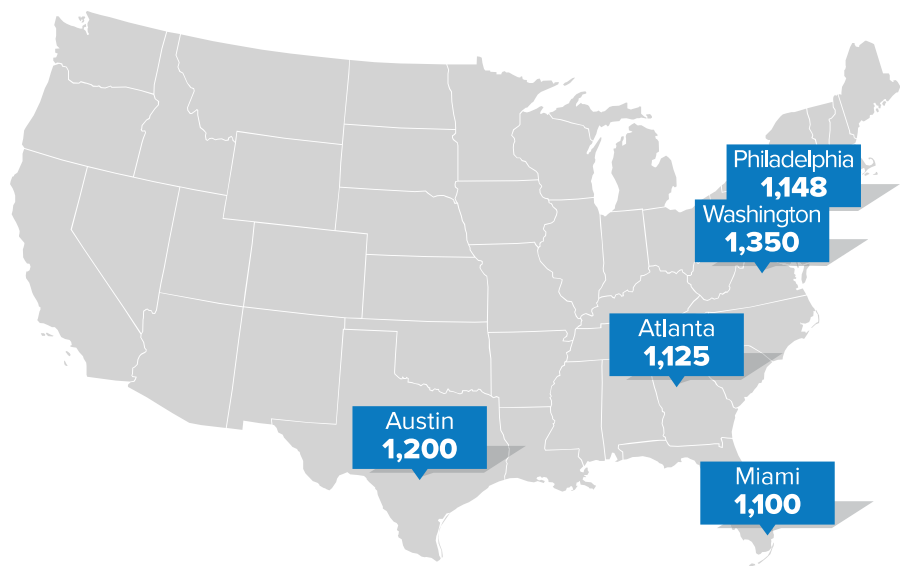 Philadelphia
1,148
Washington
1,350
Atlanta
1,125
Austin
1,200
Miami
1,100